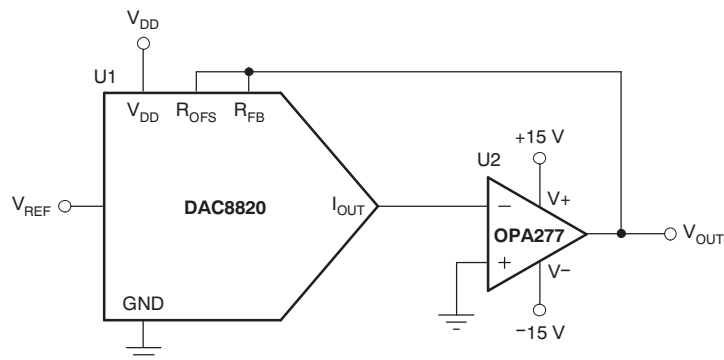 V_DD
U1
V_DD R_OFS R_FB
+15 V
U2
V_REF DAC8820 I_OUT − V+
OPA277 V_OUT
+ V−
GND
−15 V